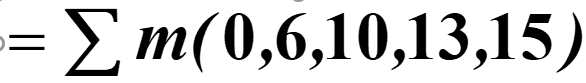 = ∑ m( 0,6,10,13,15 )